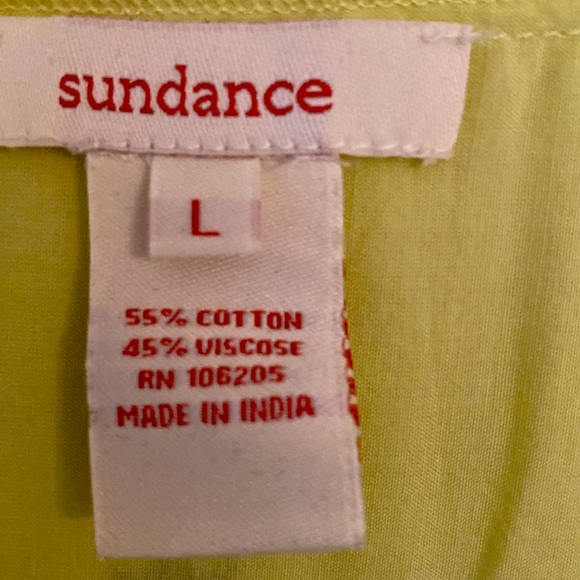 sundance
L
55% COTTON
45% VISCOSE
RN 106205
MADE IN INDIA